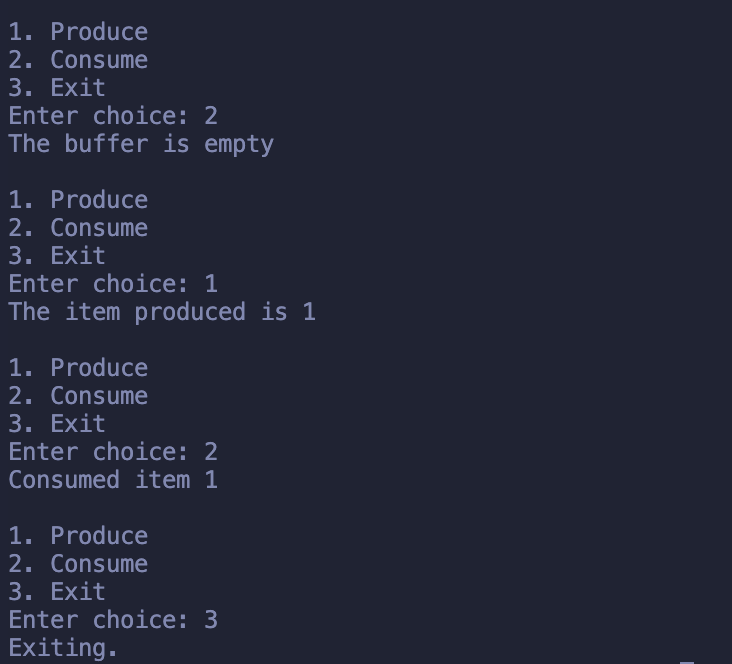 1. Produce
2. Consume
3. Exit
Enter choice: 2
The buffer is empty
1. Produce
2. Consume
3. Exit
Enter choice: 1
The item produced is 1
1. Produce
2. Consume
3. Exit
Enter choice: 2
Consumed item 1
1. Produce
2. Consume
3. Exit
Enter choice: 3
Exiting.